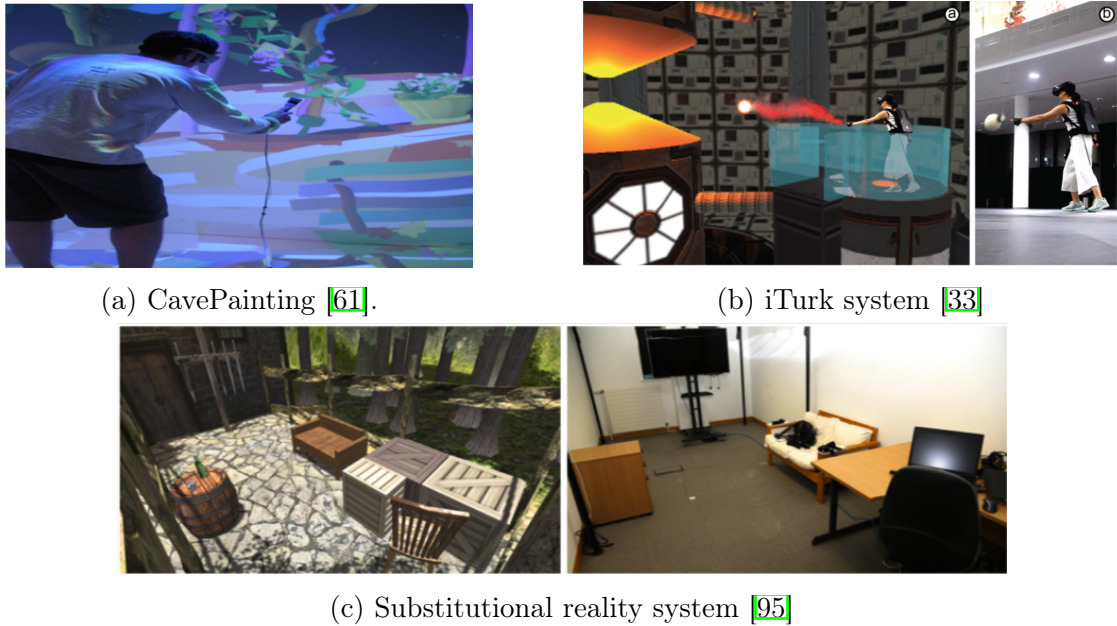 a
b
(a) CavePainting [61].
(b) iTurk system [33]
(c) Substitutional reality system [95]